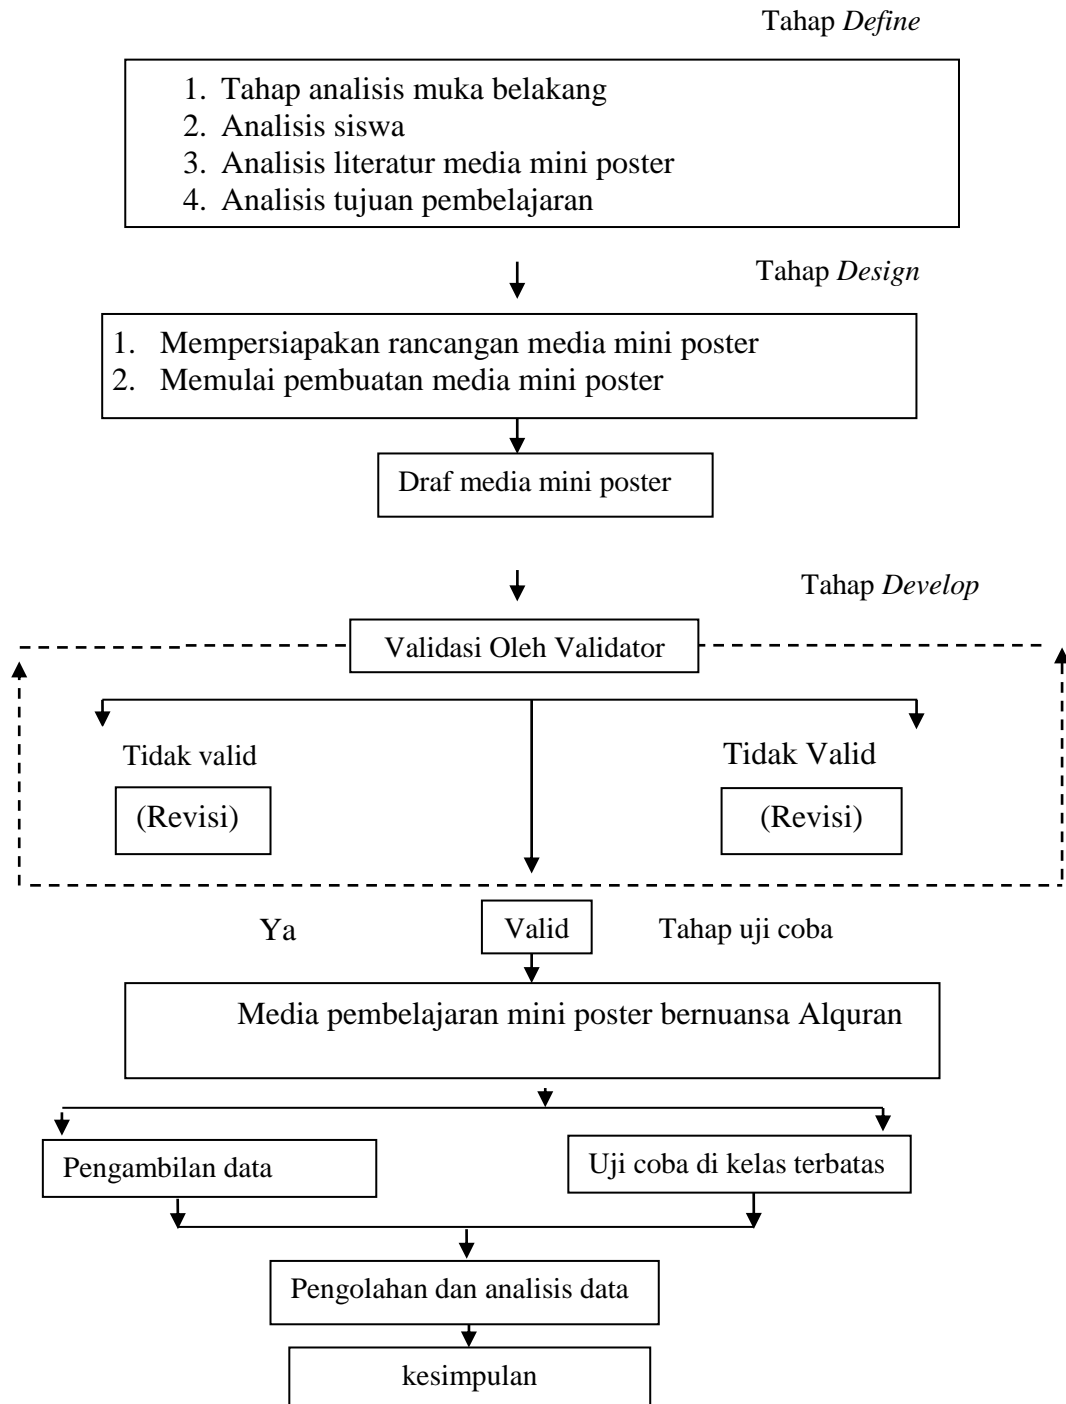 Tahap Define
1. Tahap analisis muka belakang
2. Analisis siswa
3. Analisis literatur media mini poster
4. Analisis tujuan pembelajaran
Tahap Design
1. Mempersiapakan rancangan media mini poster
2. Memulai pembuatan media mini poster
Draf media mini poster
Tahap Develop
Validasi Oleh Validator
Tidak valid
Tidak Valid
(Revisi)
(Revisi)
Ya
Valid
Tahap uji coba
Media pembelajaran mini poster bernuansa Alquran
Pengambilan data
Uji coba di kelas terbatas
Pengolahan dan analisis data
kesimpulan